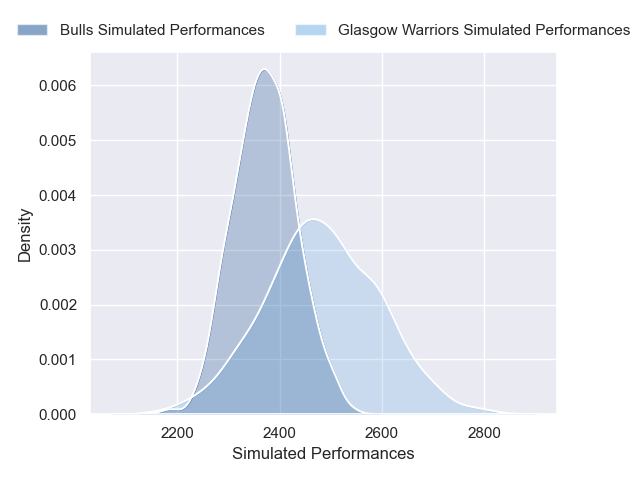 Bulls Simulated Performances Glasgow Warriors Simulated Performances
0.006
0.005
0.004
0.003
0.002
0.001
0.000
Density
2200 2400 2600 2800
Simulated Performances